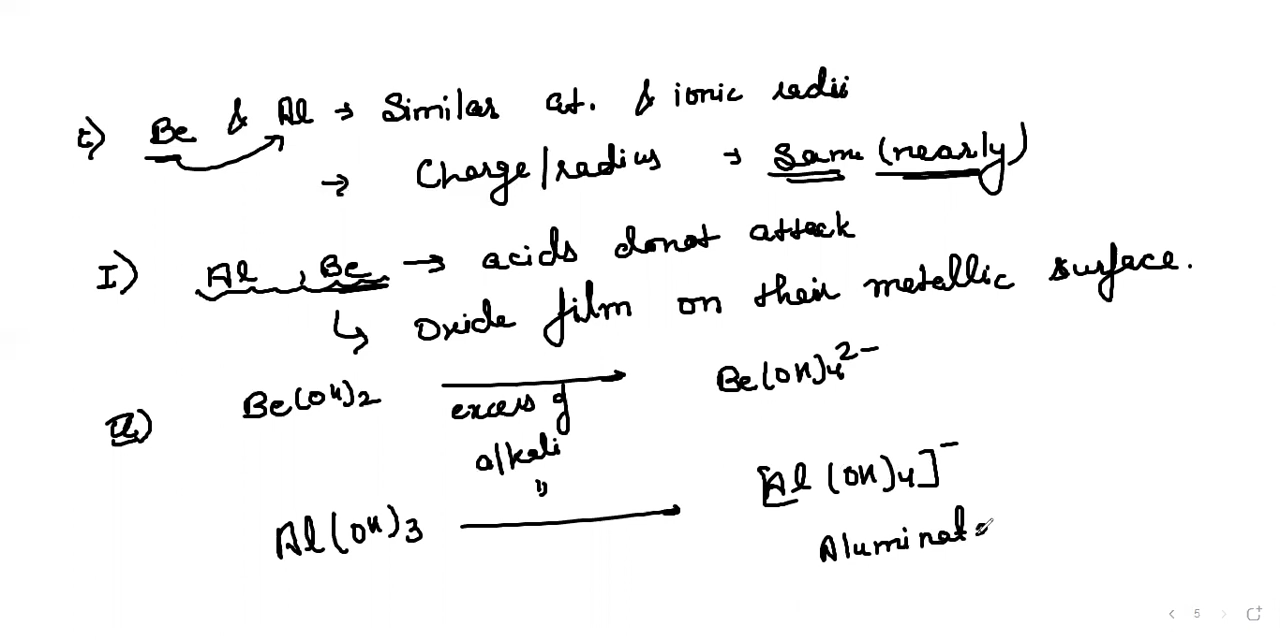 i) Be & Al → Similar at. & ionic radii
→ Charge/radius → Same (nearly)
I) Al, Be → acids donot attack
↳ Oxide film on their metallic surface.
II) Be(OH)2 → excess of alkali Be(OH)4 2-
Al(OH)3 → " [Al(OH)4]-
Aluminate
5